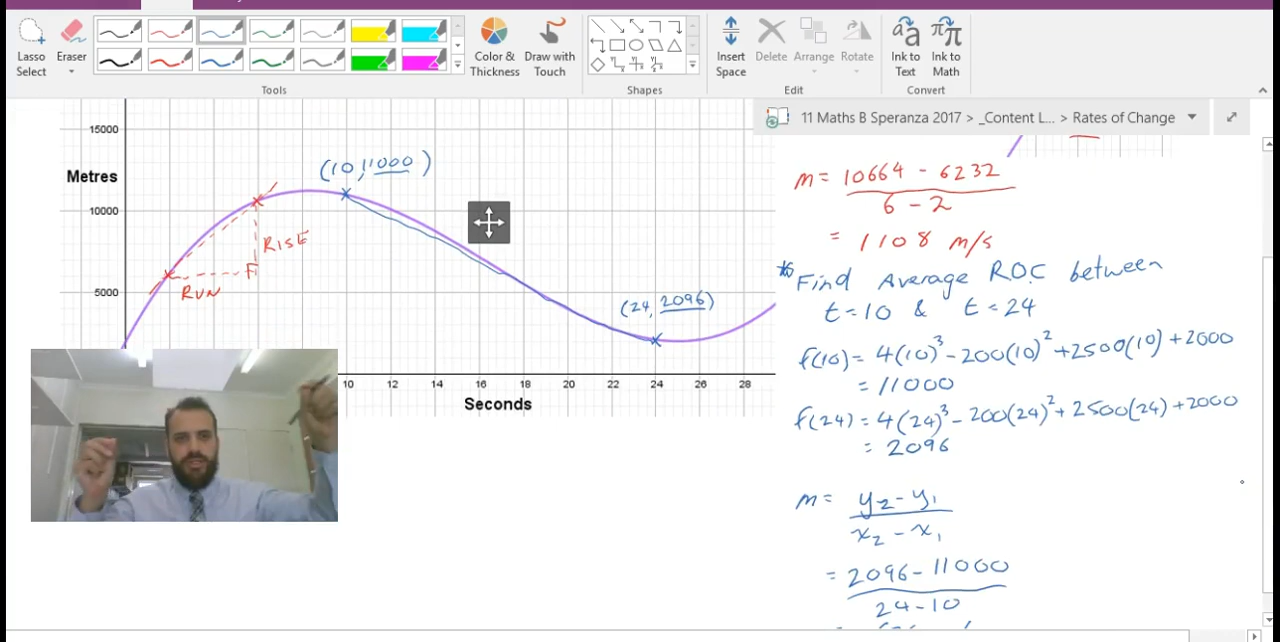 Lasso Select
Eraser
Color & Thickness
Draw with Touch
Insert Space
Delete
Arrange
Rotate
Ink to Text
Ink to Math
Tools
Shapes
Edit
Convert
11 Maths B Speranza 2017 > _Content L... > Rates of Change
15000
Metres
10000
5000
(10, 11000)
RISE
RUN
(24, 2096)
10 12 14 16 18 20 22 24 26 28
Seconds
m = 10664 - 6232
6 - 2
= 1108 m/s
* Find Average R.O.C between
t = 10 & t = 24
f(10) = 4(10)³ - 200(10)² + 2500(10) + 2000
= 11000
f(24) = 4(24)³ - 200(24)² + 2500(24) + 2000
= 2096
m = y₂ - y₁
x₂ - x₁
= 2096 - 11000
24 - 10